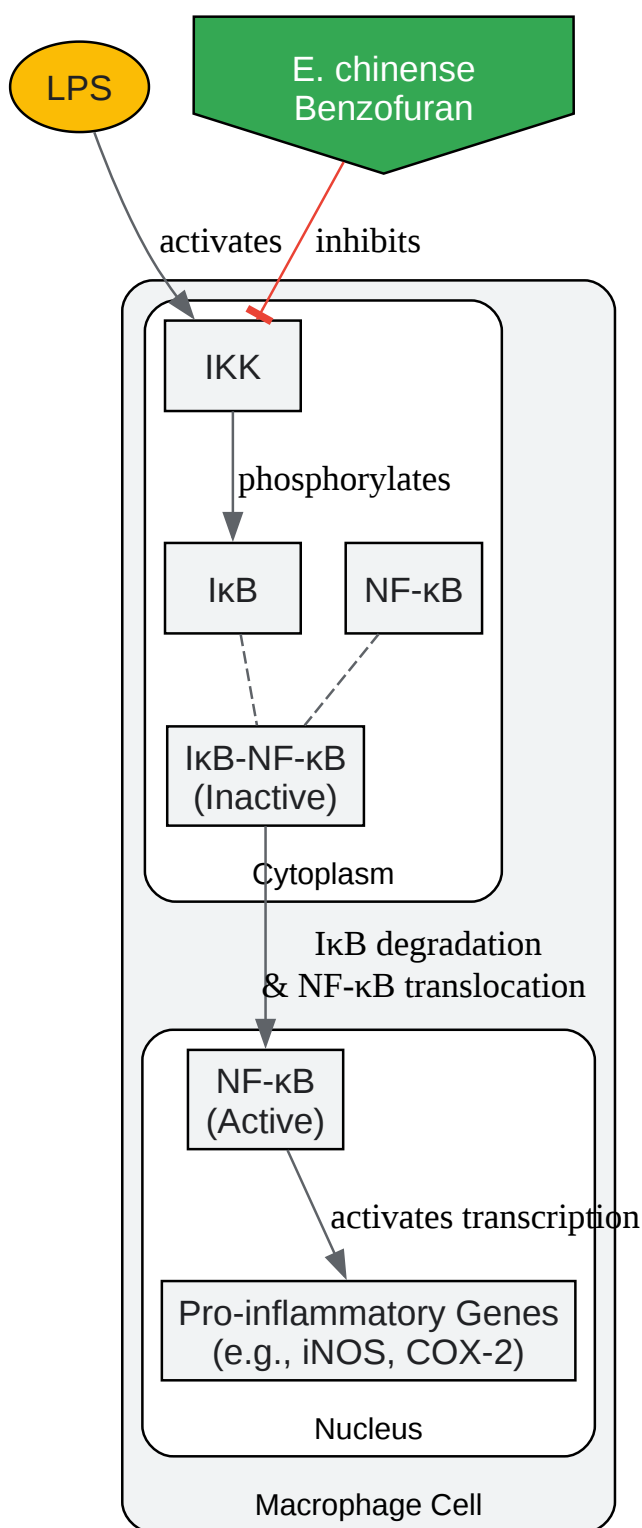 LPS
E. chinense
Benzofuran
activates
inhibits
IKK
phosphorylates
IκB
NF-κB
IκB-NF-κB
(Inactive)
Cytoplasm
IκB degradation
& NF-κB translocation
NF-κB
(Active)
activates transcription
Pro-inflammatory Genes
(e.g., iNOS, COX-2)
Nucleus
Macrophage Cell